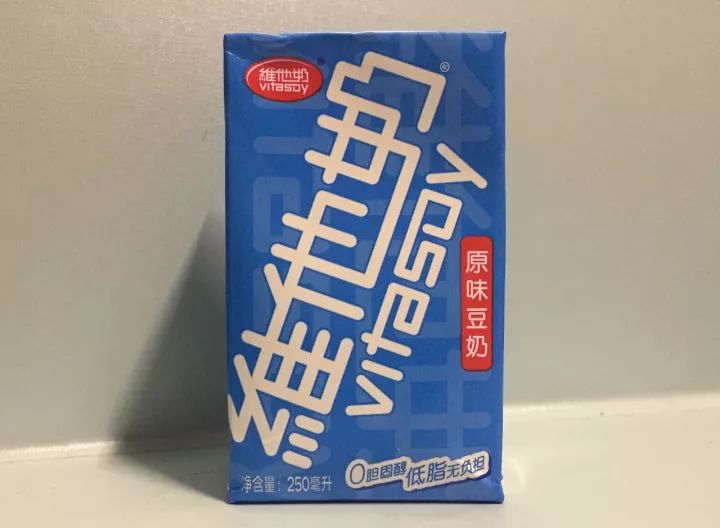 維他奶
vitasoy
®
維他奶
vitasoy
原味豆奶
0胆固醇 低脂无负担
净含量：250毫升